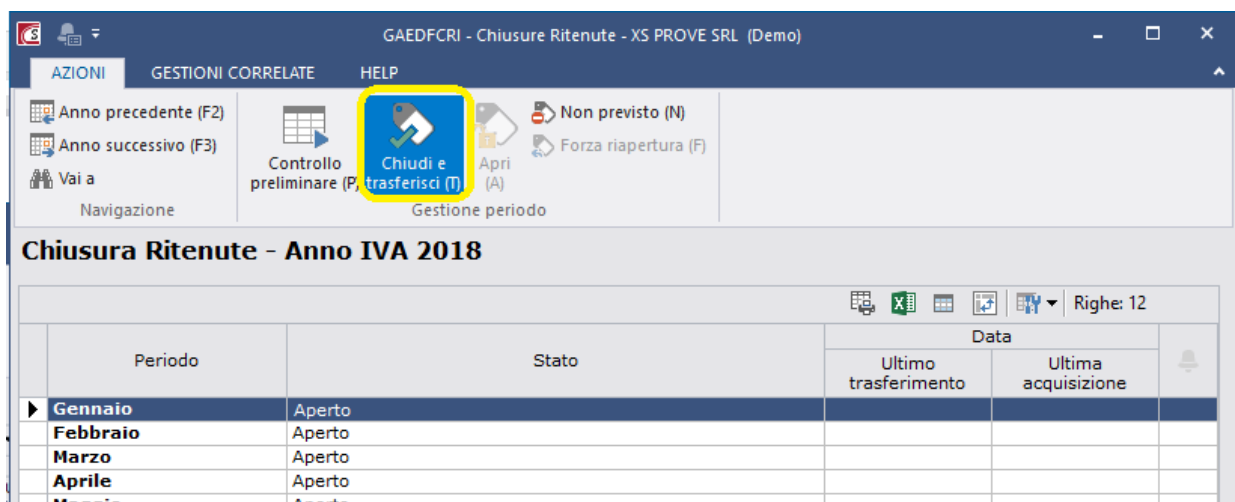 GAEDFCRI - Chiusure Ritenute - XS PROVE SRL (Demo)
AZIONI GESTIONI CORRELATE HELP
Anno precedente (F2)
Anno successivo (F3)
Vai a
Navigazione
Controllo
preliminare (P)
Chiudi e
trasferisci (T)
Apri
(A)
Non previsto (N)
Forza riapertura (F)
Gestione periodo
Chiusura Ritenute - Anno IVA 2018
Righe: 12
Periodo Stato Data
Ultimo
trasferimento
Ultima
acquisizione
Gennaio Aperto
Febbraio Aperto
Marzo Aperto
Aprile Aperto